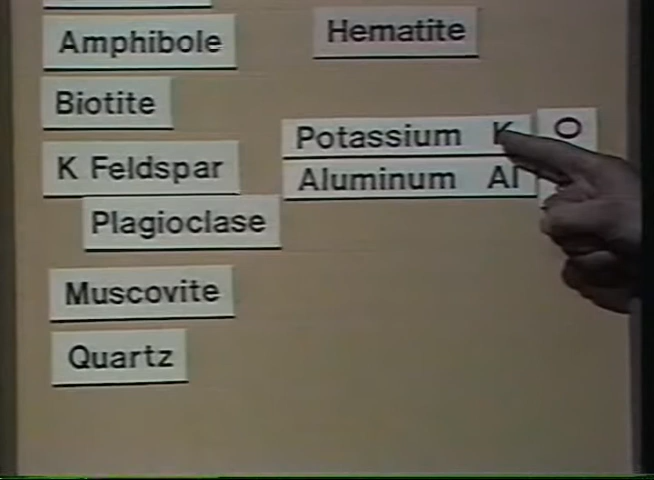 Amphibole
Hematite
Biotite
Potassium K
O
K Feldspar
Aluminum Al
Plagioclase
Muscovite
Quartz